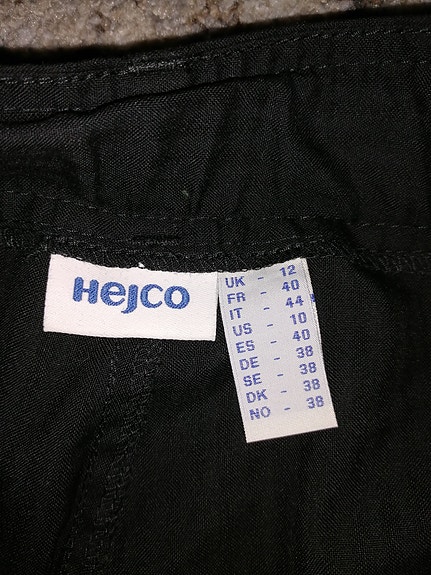 Hejco
UK - 12
FR - 40
IT - 44
US - 10
ES - 40
DE - 38
SE - 38
DK - 38
NO - 38